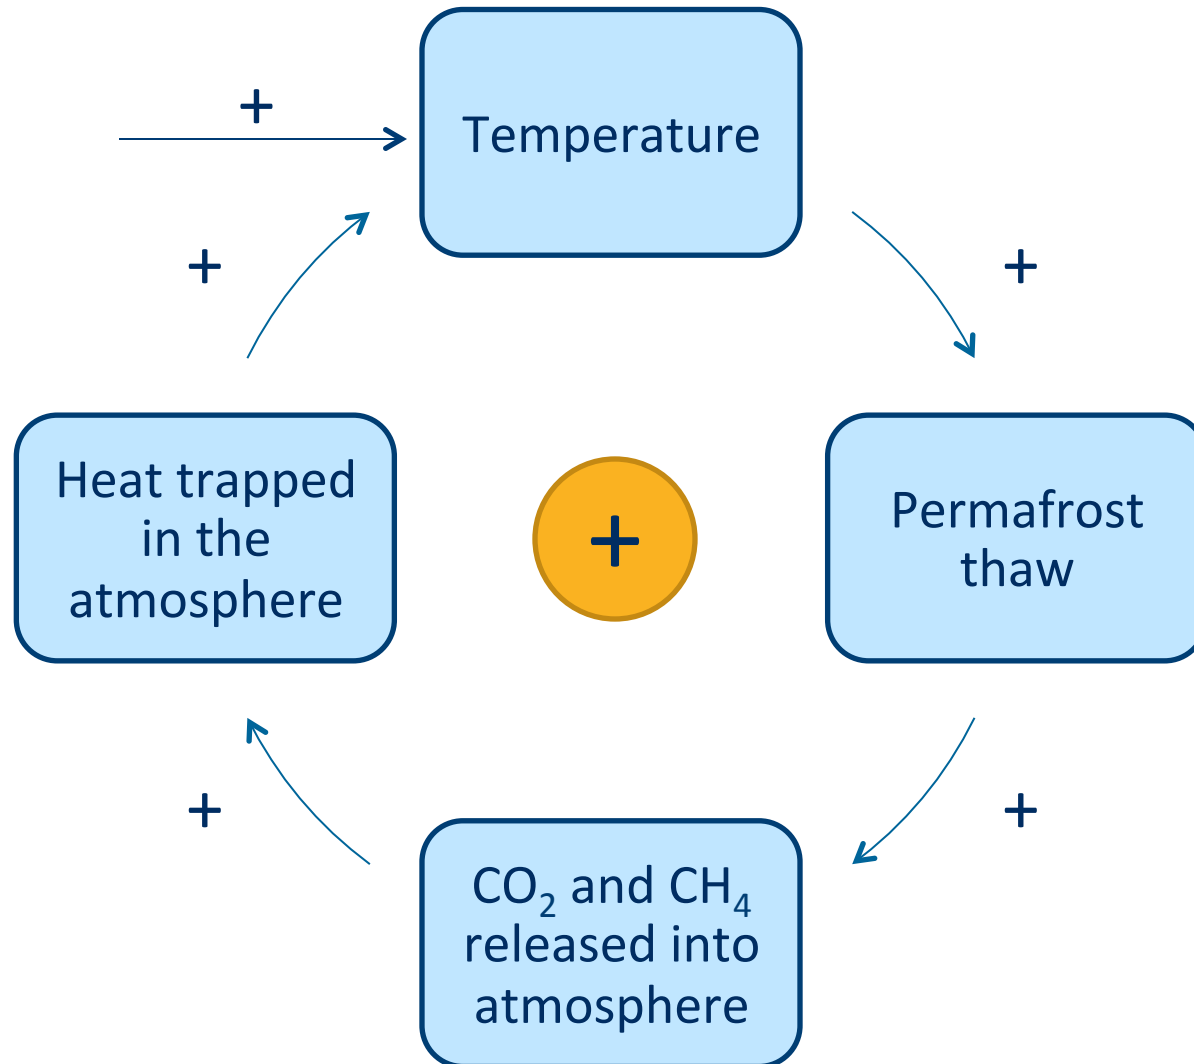 +
Temperature
+
+
Heat trapped
in the
atmosphere
+
Permafrost
thaw
+
+
CO₂ and CH₄
released into
atmosphere